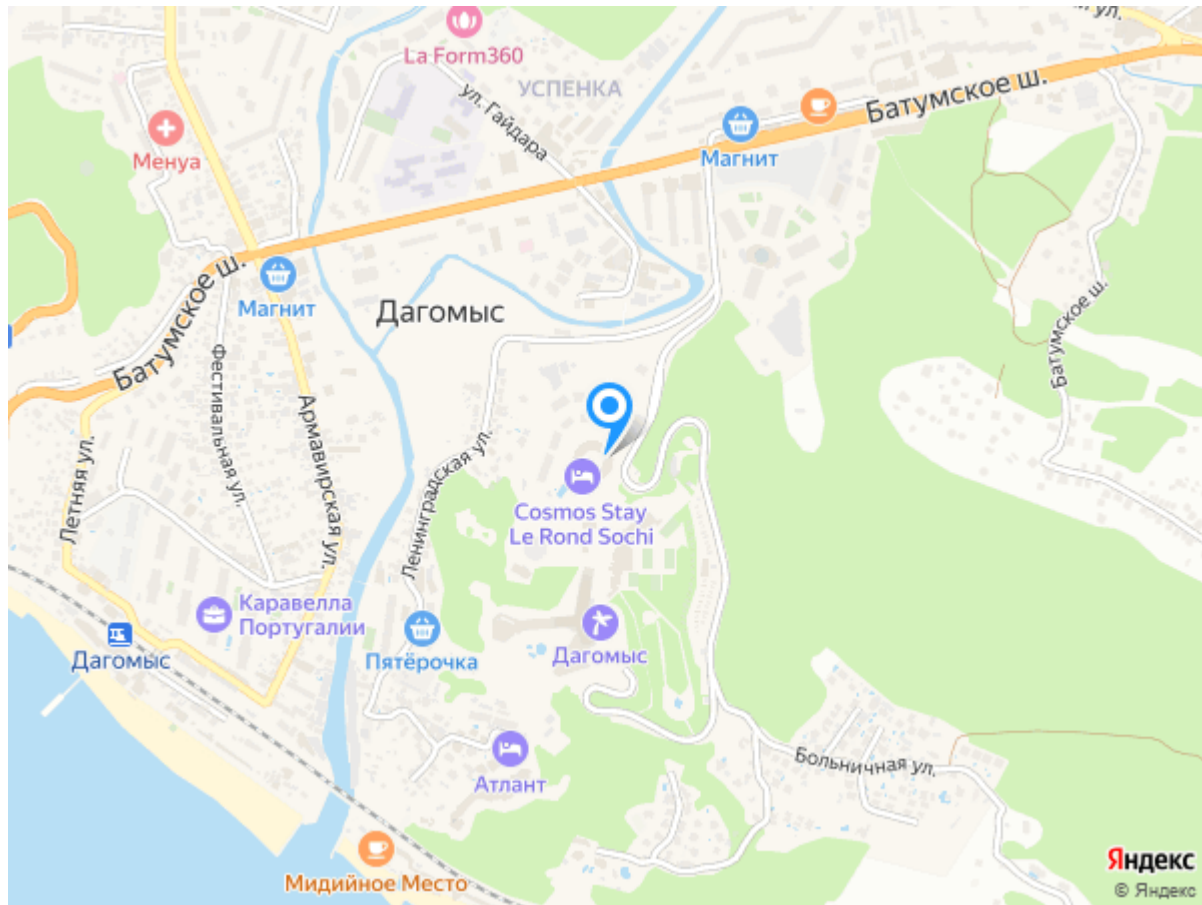 ул.
La Form360
УСПЕНКА
ул. Гайдара
Батумское ш.
Магнит
Менуа
Батумское ш.
Магнит
Дагомыс
Батумское ш.
Фестивальная ул.
Армавирская ул.
Летняя ул.
Ленинградская ул.
Cosmos Stay
Le Rond Sochi
Каравелла
Португалии
Дагомыс
Пятёрочка
Дагомыс
Больничная ул.
Атлант
Мидийное Место
Яндекс
© Яндекс